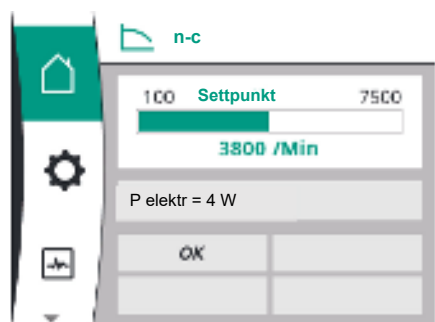 n-c
100 Settpunkt 7500
3800 /Min
P elektr = 4 W
OK